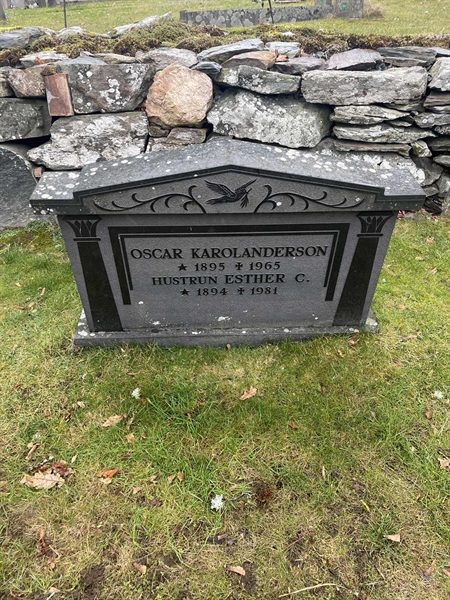 OSCAR KAROLANDERSON
★ 1895 ✝ 1965
HUSTRUN ESTHER C.
★ 1894 ✝ 1981